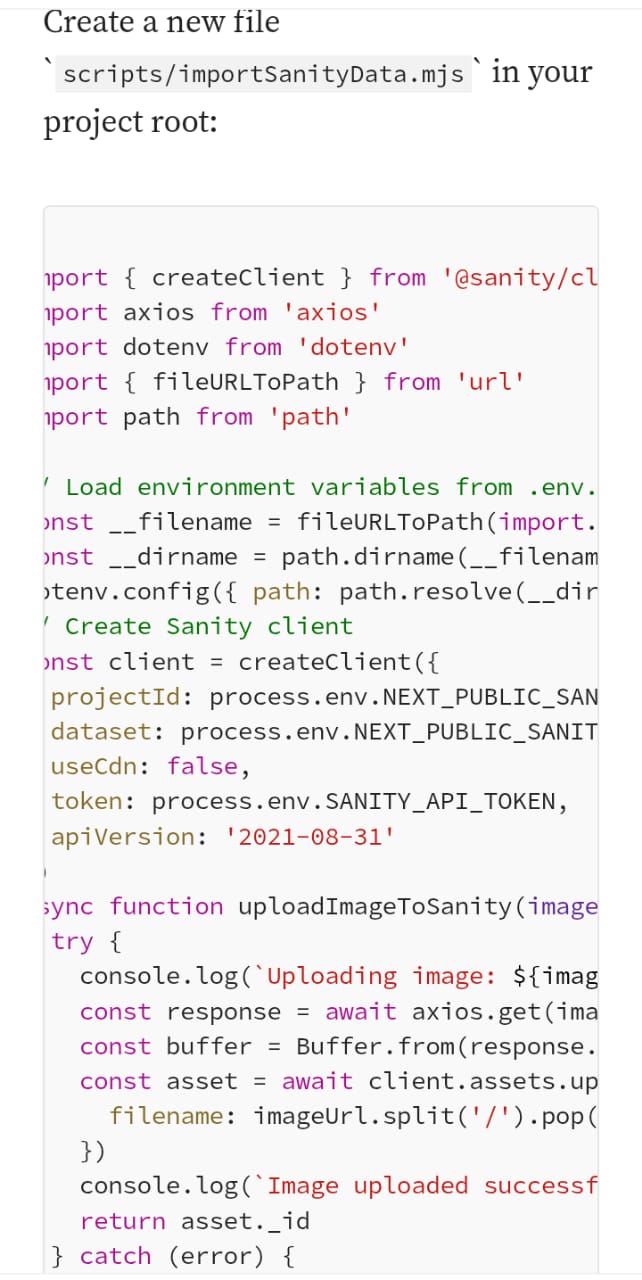 Create a new file
`scripts/importSanityData.mjs` in your
project root:
mport { createClient } from '@sanity/cl
mport axios from 'axios'
mport dotenv from 'dotenv'
mport { fileURLToPath } from 'url'
mport path from 'path'
/ Load environment variables from .env.
onst __filename = fileURLToPath(import.
onst __dirname = path.dirname(__filenam
otenv.config({ path: path.resolve(__dir
/ Create Sanity client
onst client = createClient({
projectId: process.env.NEXT_PUBLIC_SAN
dataset: process.env.NEXT_PUBLIC_SANIT
useCdn: false,
token: process.env.SANITY_API_TOKEN,
apiVersion: '2021-08-31'
)
sync function uploadImageToSanity(image
try {
console.log(`Uploading image: ${imag
const response = await axios.get(ima
const buffer = Buffer.from(response.
const asset = await client.assets.up
filename: imageUrl.split('/').pop(
})
console.log(`Image uploaded successf
return asset._id
} catch (error) {